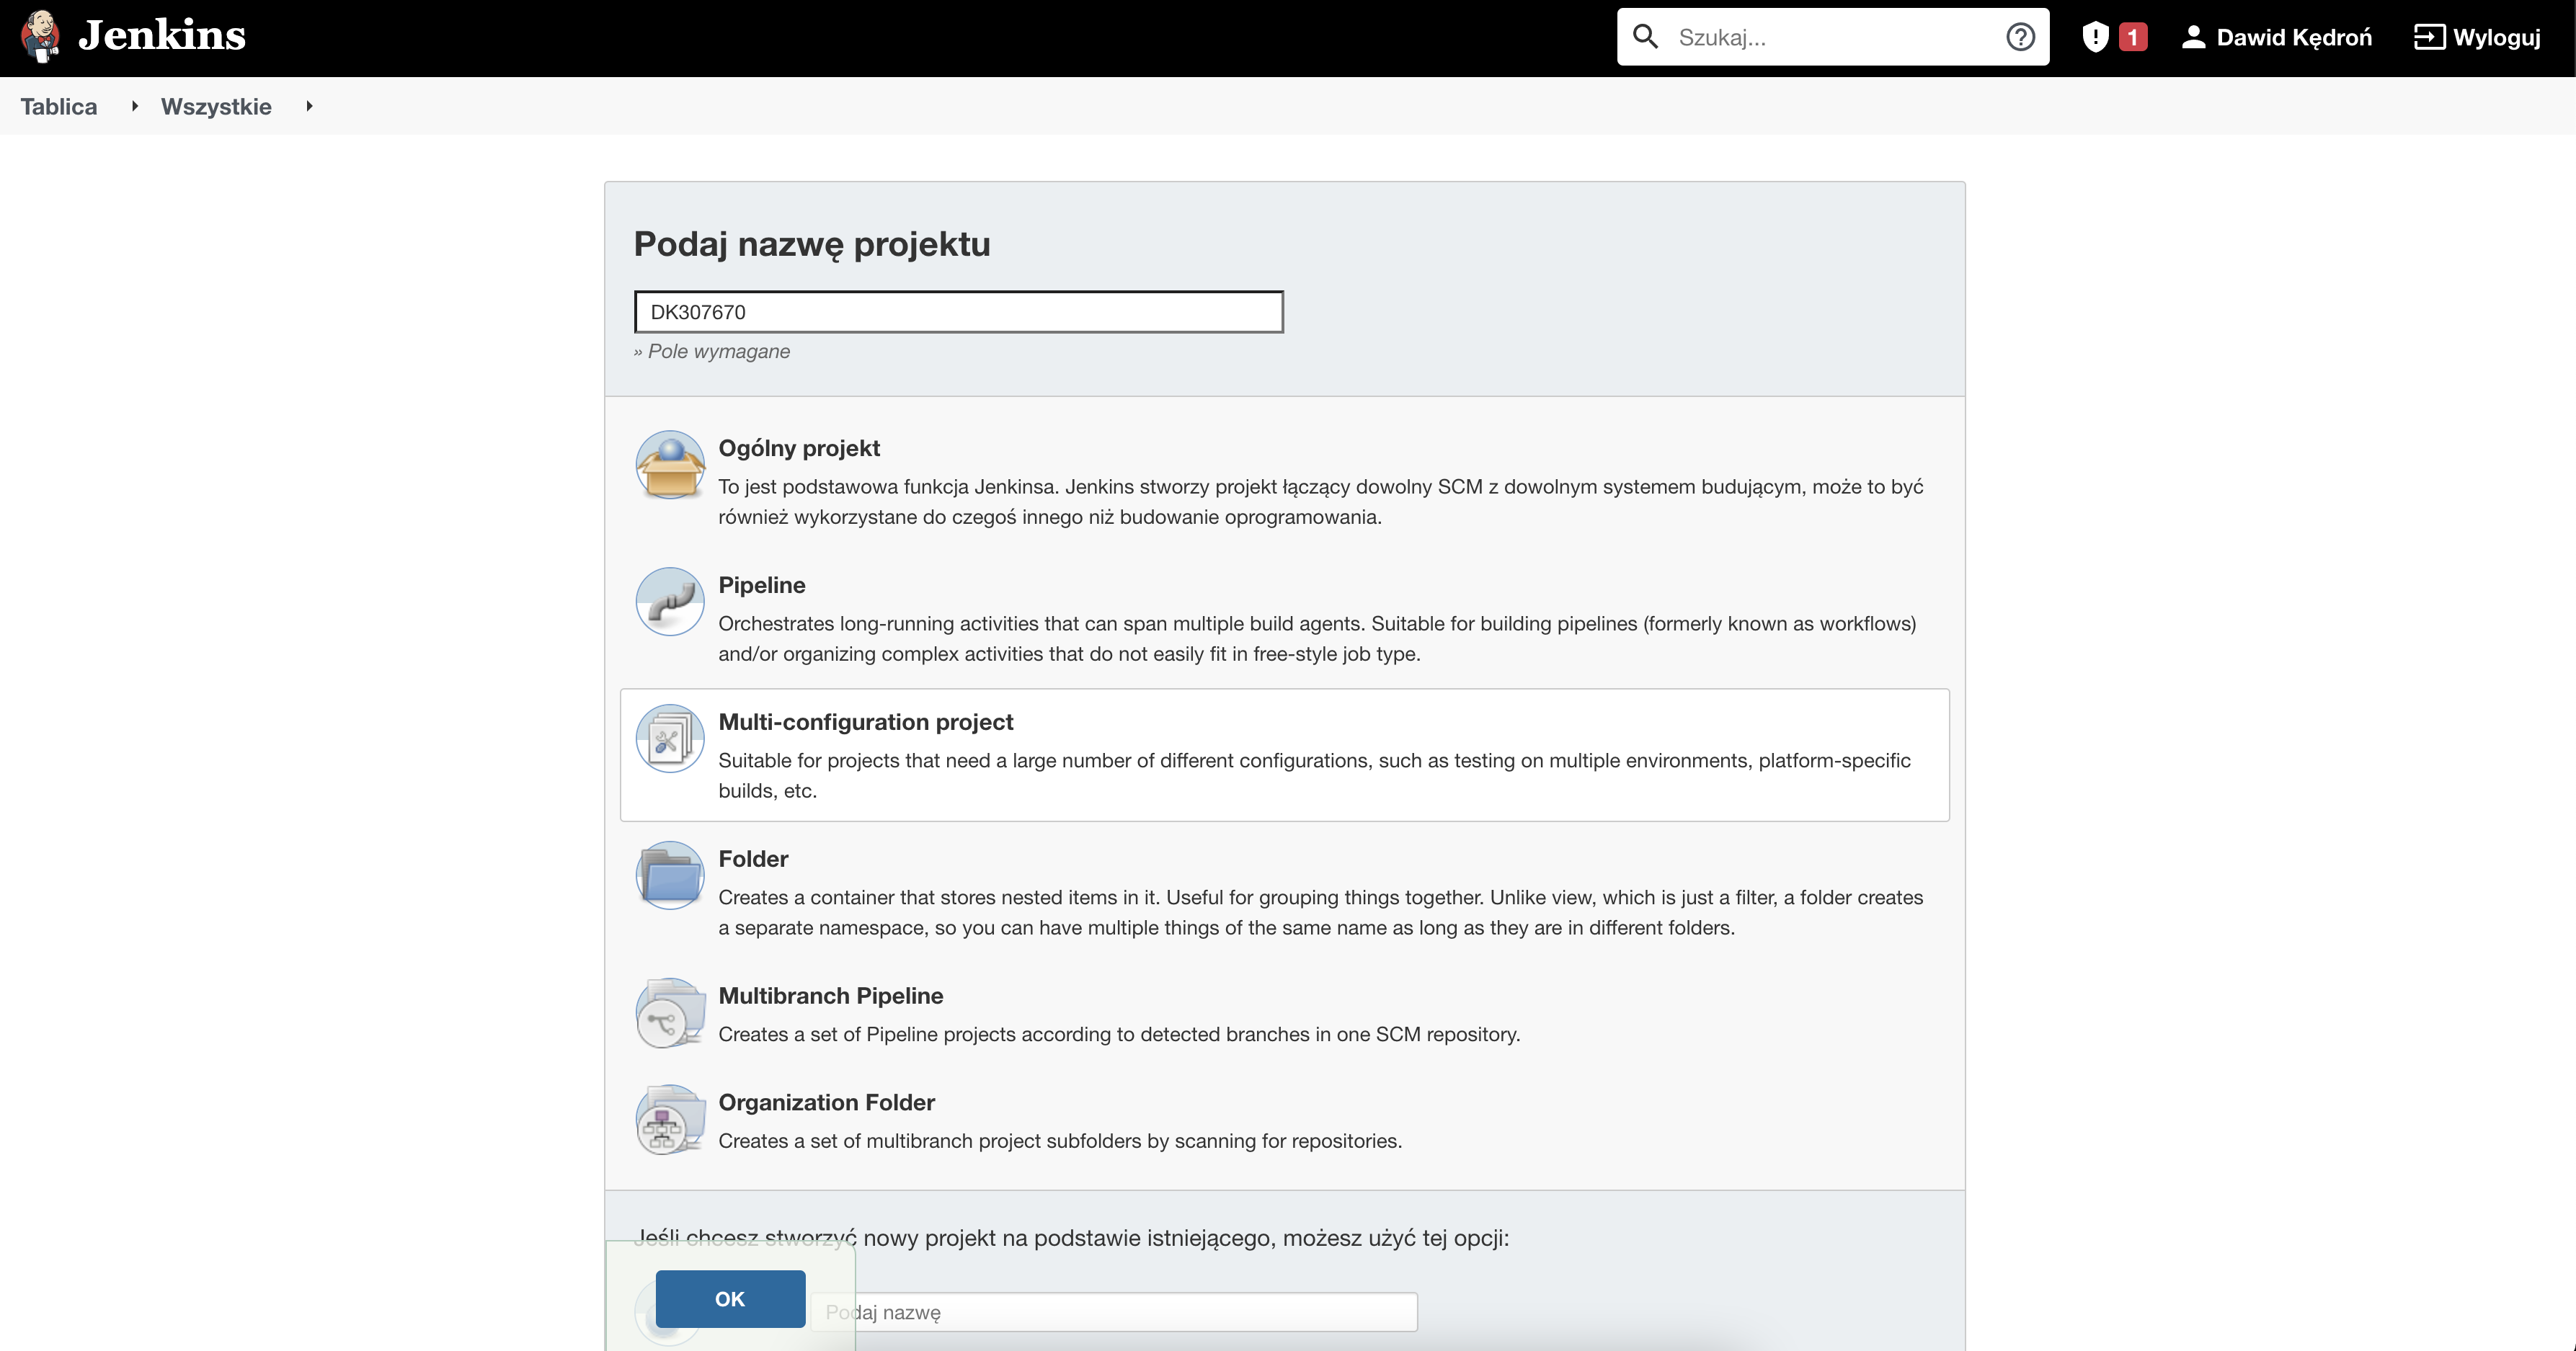 Jenkins
Szukaj...
1
Dawid Kędroń
Wyloguj
Tablica
Wszystkie
Podaj nazwę projektu
DK307670
» Pole wymagane
Ogólny projekt
To jest podstawowa funkcja Jenkinsa. Jenkins stworzy projekt łączący dowolny SCM z dowolnym systemem budującym, może to być
również wykorzystane do czegoś innego niż budowanie oprogramowania.
Pipeline
Orchestrates long-running activities that can span multiple build agents. Suitable for building pipelines (formerly known as workflows)
and/or organizing complex activities that do not easily fit in free-style job type.
Multi-configuration project
Suitable for projects that need a large number of different configurations, such as testing on multiple environments, platform-specific
builds, etc.
Folder
Creates a container that stores nested items in it. Useful for grouping things together. Unlike view, which is just a filter, a folder creates
a separate namespace, so you can have multiple things of the same name as long as they are in different folders.
Multibranch Pipeline
Creates a set of Pipeline projects according to detected branches in one SCM repository.
Organization Folder
Creates a set of multibranch project subfolders by scanning for repositories.
Jeśli chcesz stworzyć nowy projekt na podstawie istniejącego, możesz użyć tej opcji:
OK
Podaj nazwę